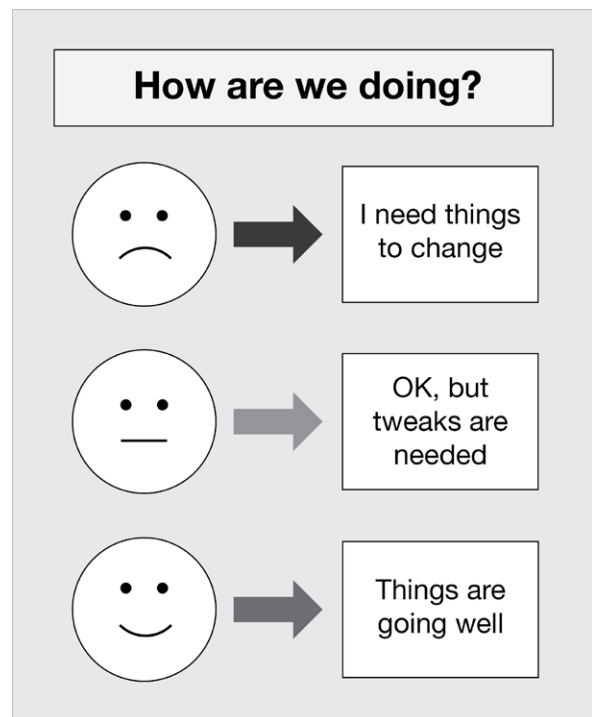 How are we doing?
I need things
to change
OK, but
tweaks are
needed
Things are
going well